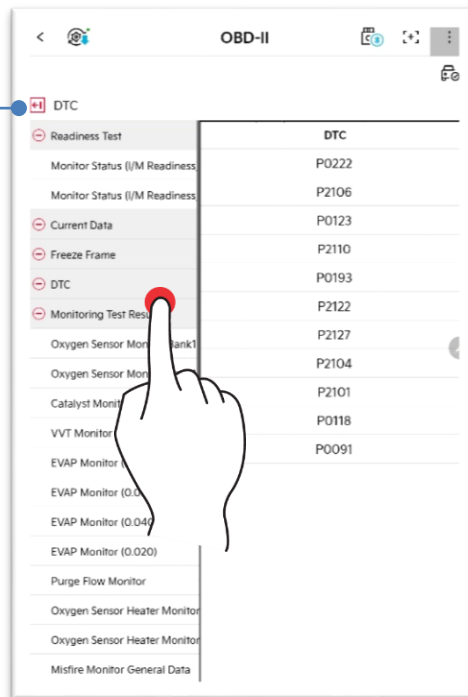 OBD-II
DTC
Readiness Test
Monitor Status (I/M Readiness
Monitor Status (I/M Readiness
Current Data
Freeze Frame
DTC
Monitoring Test Resu
Oxygen Sensor Mon Bank1
Oxygen Sensor Mon
Catalyst Monit
VVT Monitor
EVAP Monitor
EVAP Monitor (0.0
EVAP Monitor (0.040
EVAP Monitor (0.020)
Purge Flow Monitor
Oxygen Sensor Heater Monitor
Oxygen Sensor Heater Monitor
Misfire Monitor General Data
DTC
P0222
P2106
P0123
P2110
P0193
P2122
P2127
P2104
P2101
P0118
P0091